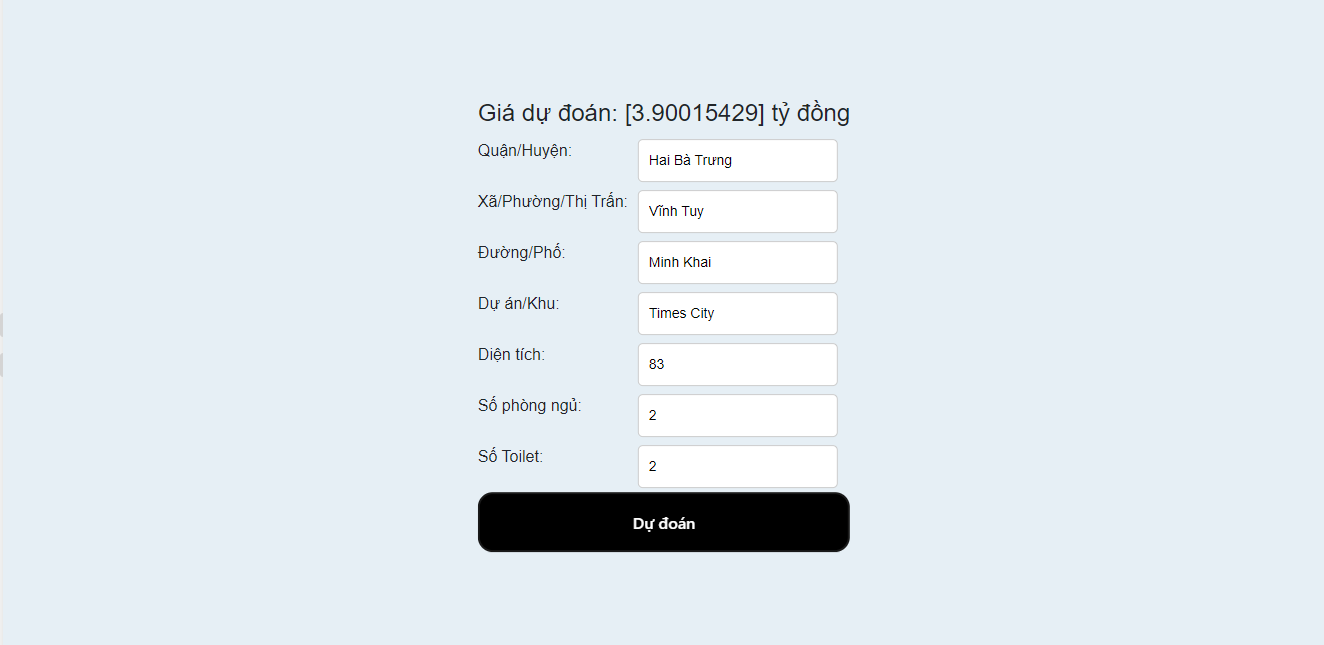 Giá dự đoán: [3.90015429] tỷ đồng
Quận/Huyện: Hai Bà Trưng
Xã/Phường/Thị Trấn: Vĩnh Tuy
Đường/Phố: Minh Khai
Dự án/Khu: Times City
Diện tích: 83
Số phòng ngủ: 2
Số Toilet: 2
Dự đoán